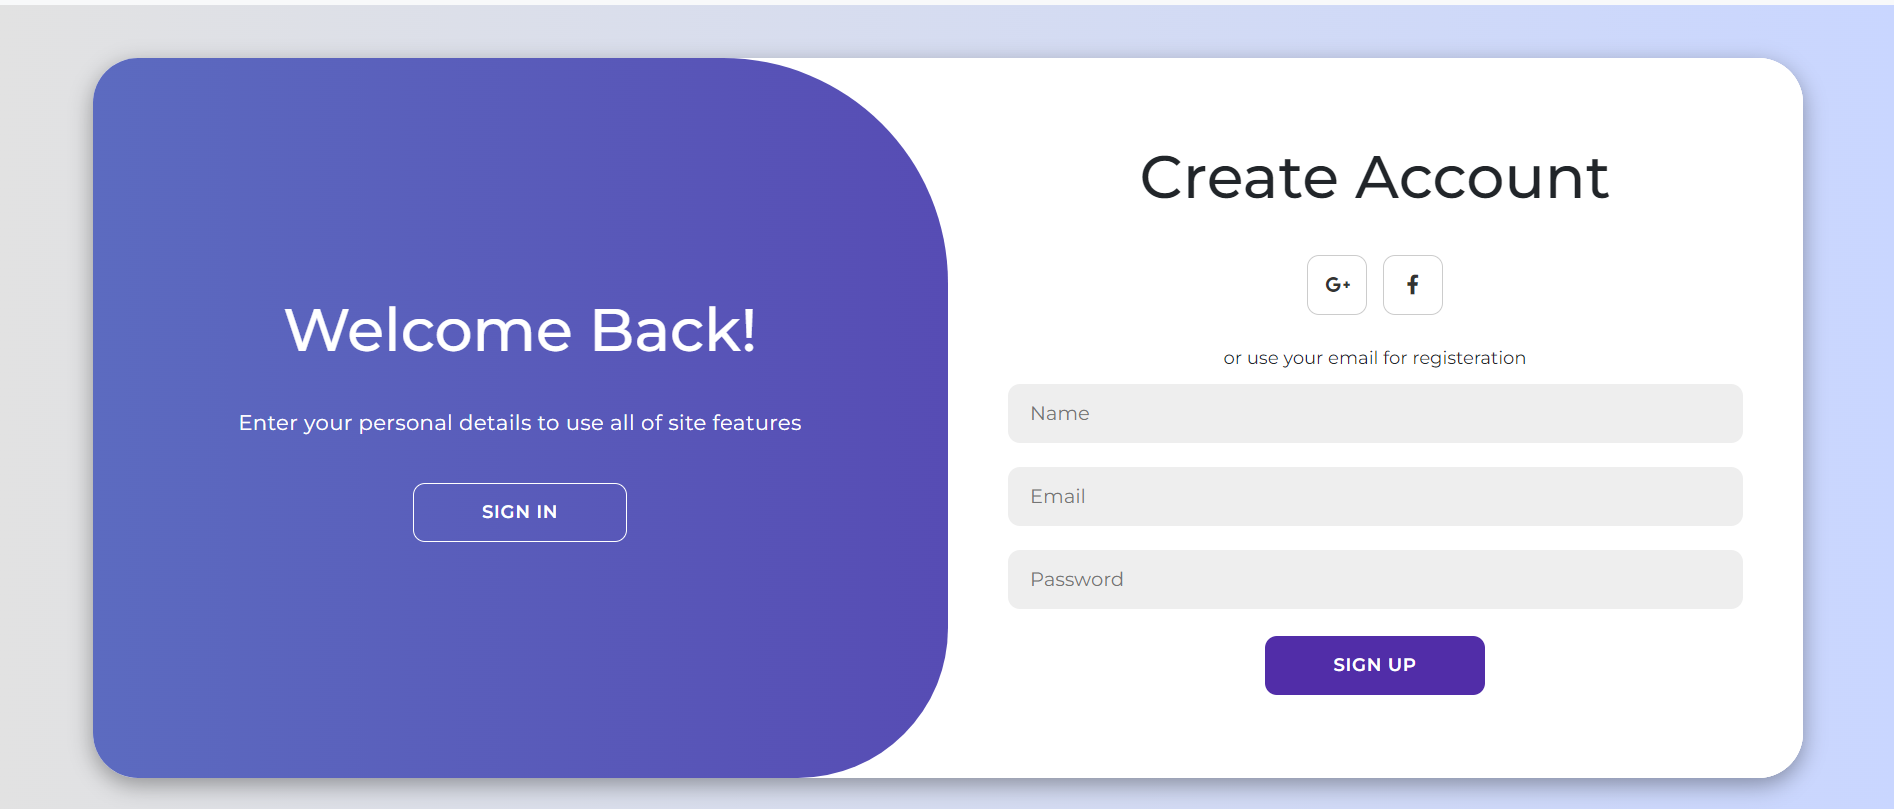 Welcome Back!
Enter your personal details to use all of site features
SIGN IN
Create Account
G+ f
or use your email for registeration
Name
Email
Password
SIGN UP